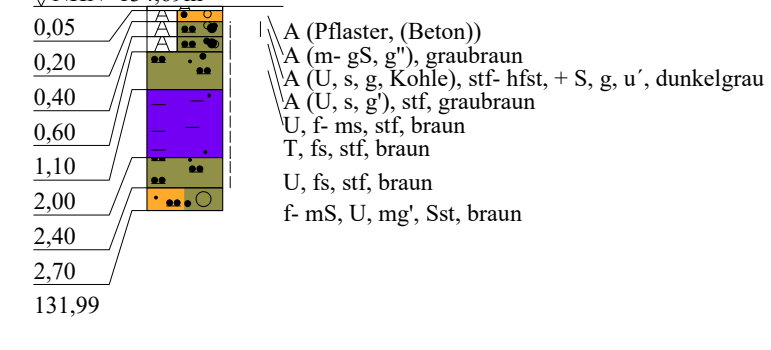 0,05
0,20
0,40
0,60
1,10
2,00
2,40
2,70
131,99
A (Pflaster, (Beton))
A (m- gS, g"), graubraun
A (U, s, g, Kohle), stf- hfst, + S, g, u´, dunkelgrau
A (U, s, g'), stf, graubraun
U, f- ms, stf, braun
T, fs, stf, braun
U, fs, stf, braun
f- mS, U, mg', Sst, braun